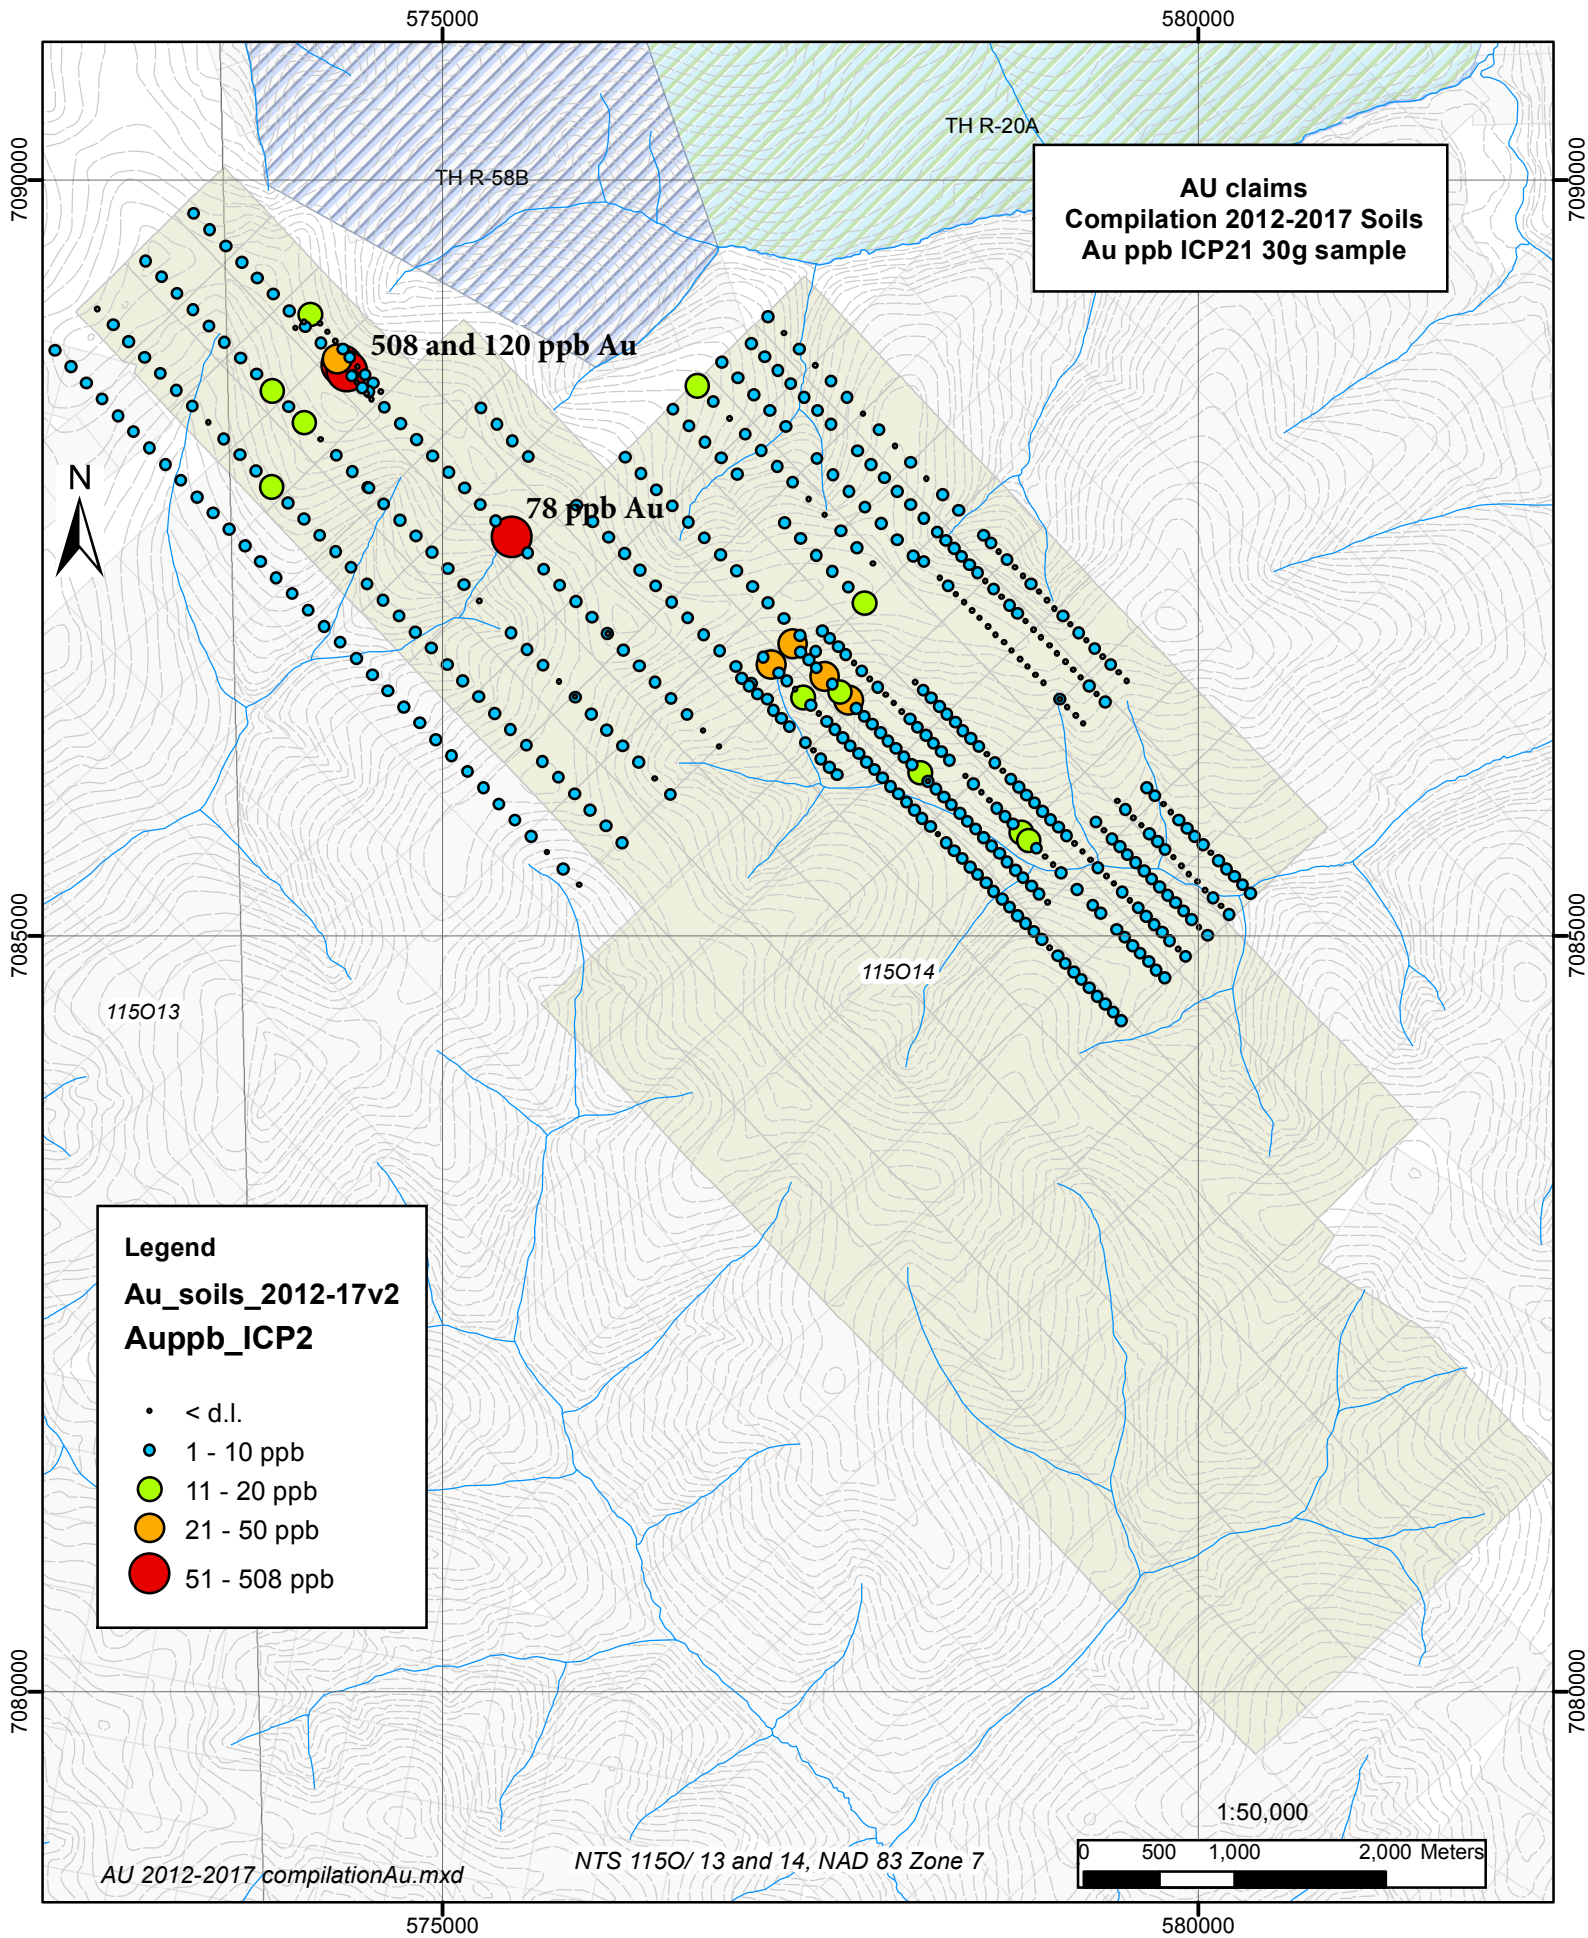 575000
580000
TH R-20A
7090000
7090000
TH R-58B
AU claims
Compilation 2012-2017 Soils
Au ppb ICP21 30g sample
508 and 120 ppb Au
N
78 ppb Au
7085000
7085000
115O14
115O13
Legend
Au_soils_2012-17v2
Auppb_ICP2
< d.l.
1 - 10 ppb
11 - 20 ppb
21 - 50 ppb
51 - 508 ppb
7080000
7080000
1:50,000
0 500 1,000 2,000 Meters
NTS 115O/ 13 and 14, NAD 83 Zone 7
AU 2012-2017 compilationAu.mxd
575000
580000